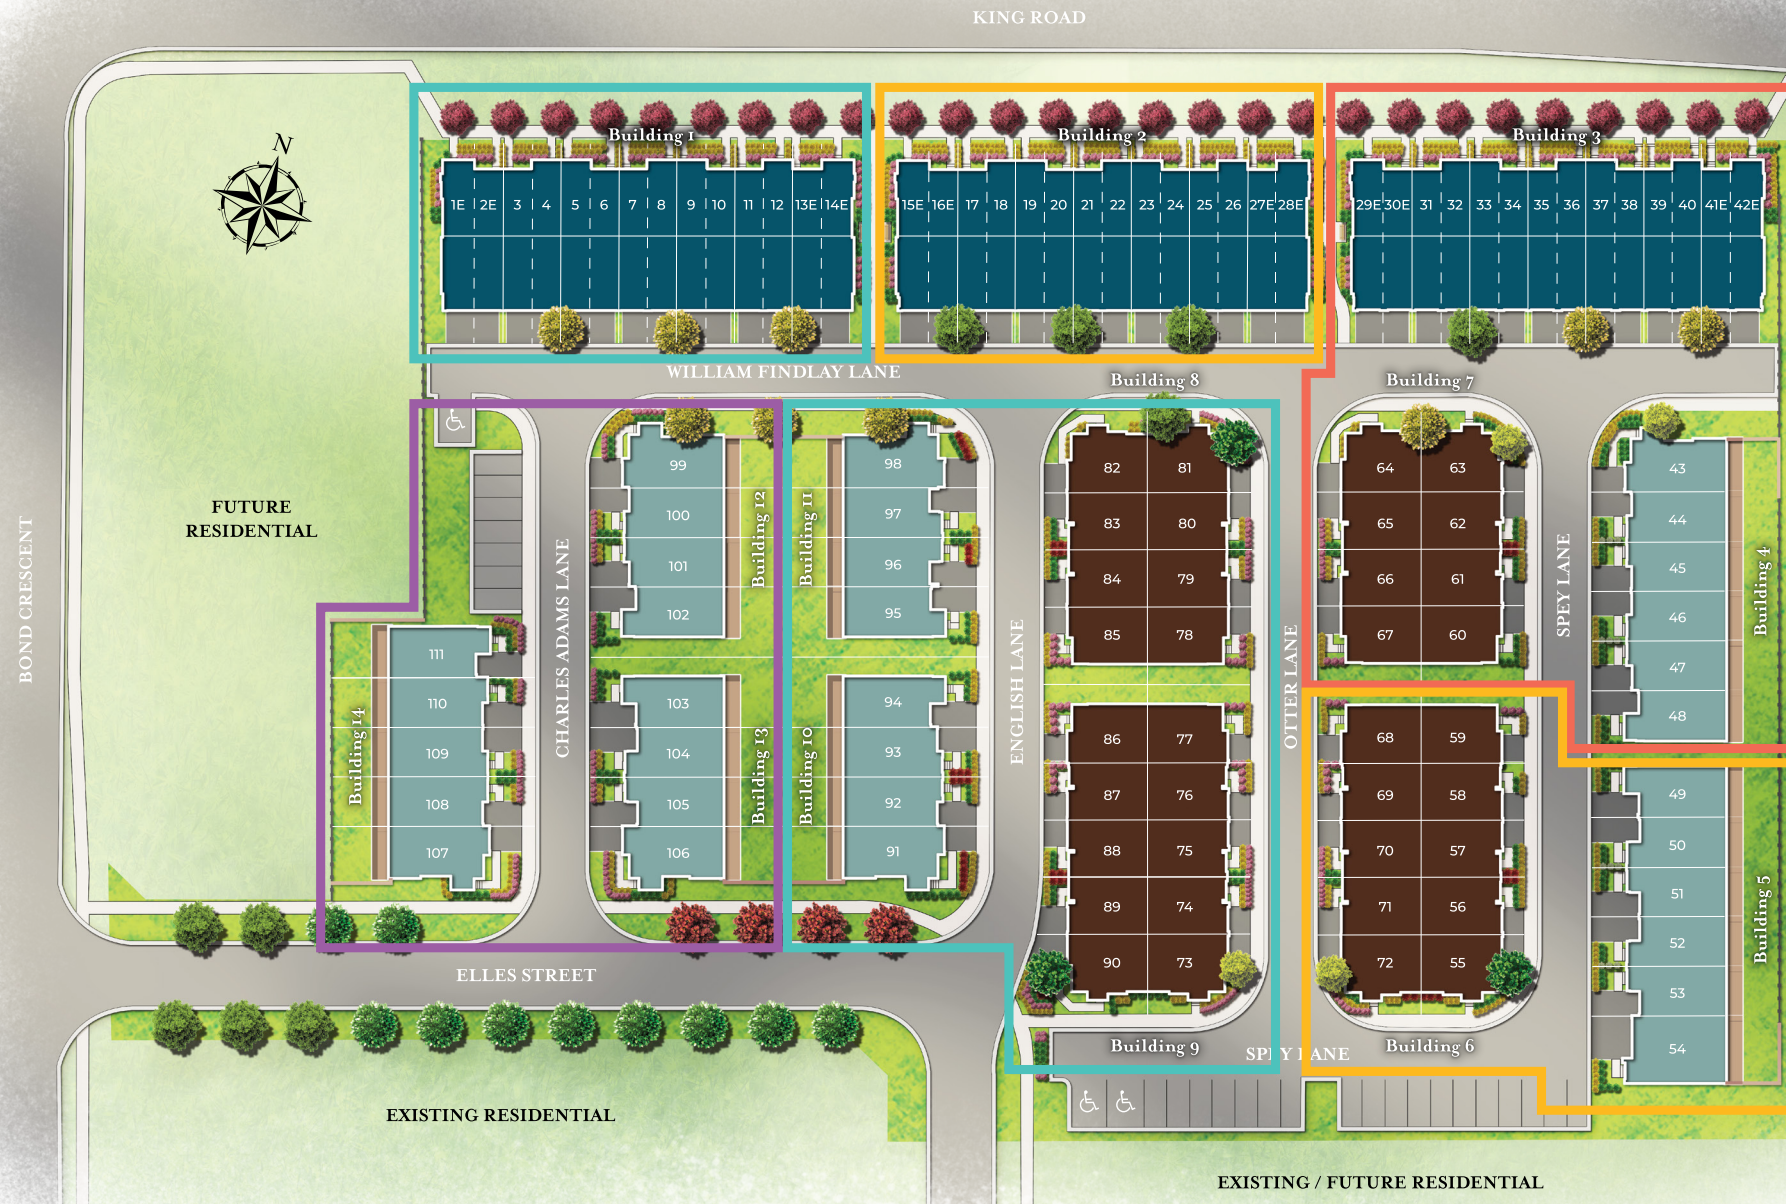 KING ROAD
N
Building 1
Building 2
Building 3
1E 2E 3 4 5 6 7 8 9 10 11 12 13E 14E
15E 16E 17 18 19 20 21 22 23 24 25 26 27E 28E
29E 30E 31 32 33 34 35 36 37 38 39 40 41E 42E
WILLIAM FINDLAY LANE
Building 8
Building 7
FUTURE
RESIDENTIAL
BOND CRESCENT
Building 14
111
110
109
108
107
CHARLES ADAMS LANE
99
100
101
102
Building 12
103
104
105
106
Building 13
Building 11
98
97
96
95
Building 10
94
93
92
91
ENGLISH LANE
82 81
83 80
84 79
85 78
86 77
87 76
88 75
89 74
90 73
Building 9
OTTER LANE
64 63
65 62
66 61
67 60
68 59
69 58
70 57
71 56
72 55
Building 6
SPEY LANE
SPEY LANE
43
44
45
46
47
48
Building 4
49
50
51
52
53
54
Building 5
ELLES STREET
EXISTING RESIDENTIAL
EXISTING / FUTURE RESIDENTIAL